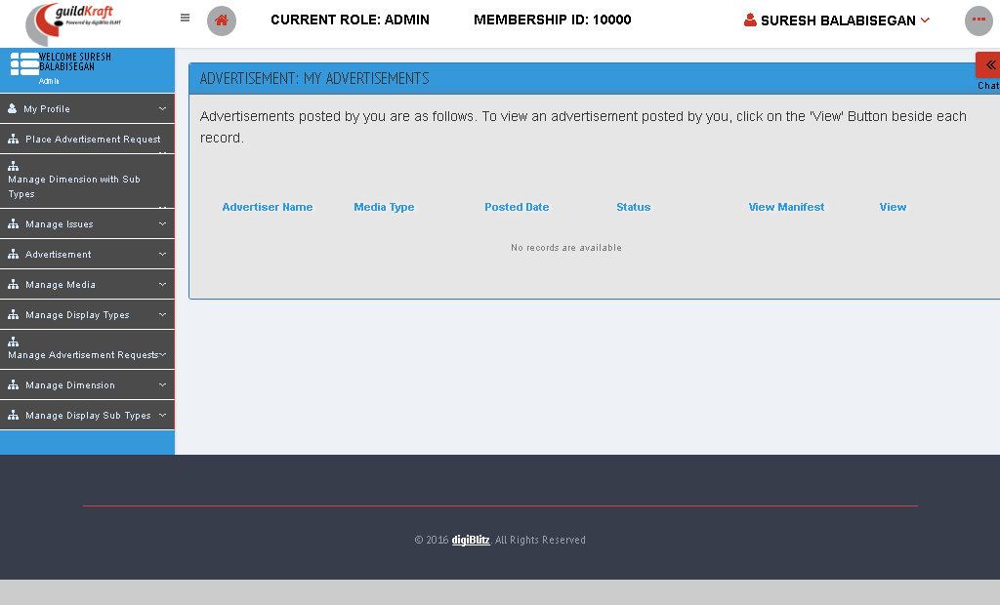 guildKraft
Powered by digiBlitz ELMT
CURRENT ROLE: ADMIN
MEMBERSHIP ID: 10000
SURESH BALABISEGAN
WELCOME SURESH
BALABISEGAN
Admin
My Profile
Place Advertisement Request
Manage Dimension with Sub
Types
Manage Issues
Advertisement
Manage Media
Manage Display Types
Manage Advertisement Requests
Manage Dimension
Manage Display Sub Types
Chat
ADVERTISEMENT: MY ADVERTISEMENTS
Advertisements posted by you are as follows. To view an advertisement posted by you, click on the 'View' Button beside each
record.
Advertiser Name Media Type Posted Date Status View Manifest View
No records are available
© 2016 digiBlitz. All Rights Reserved